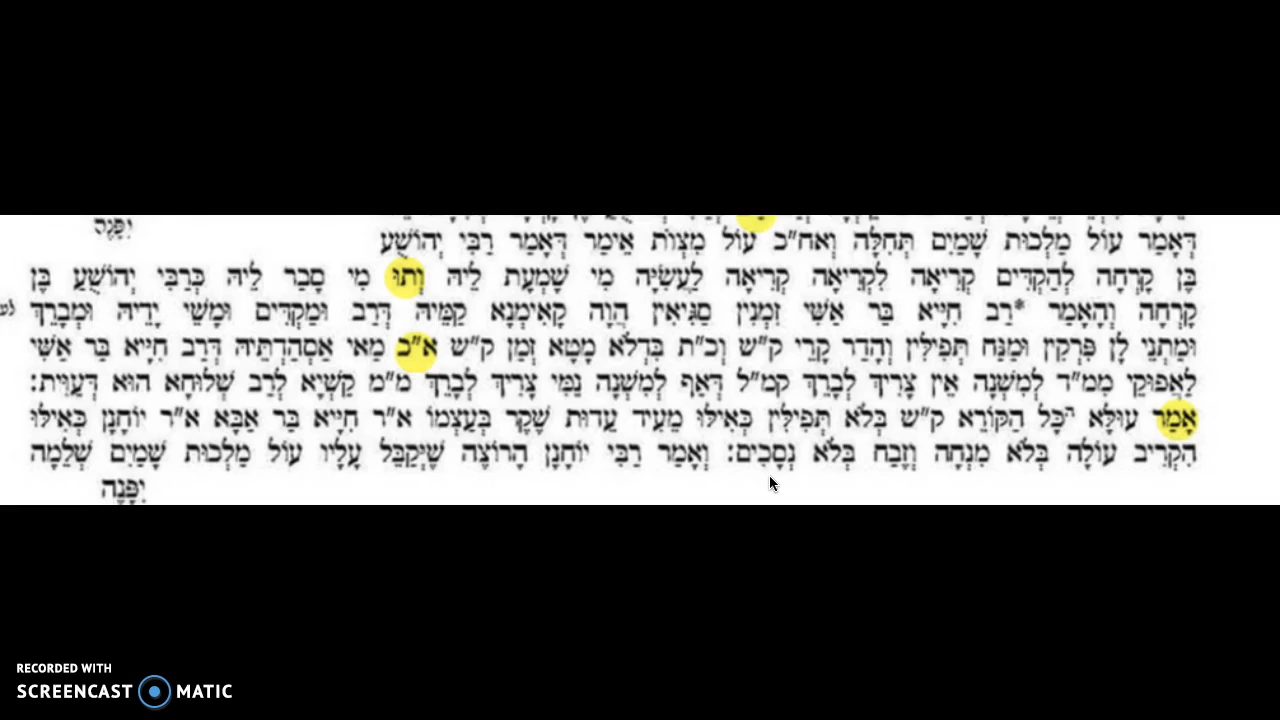 יִפָּנֶה
דְּאָמַר עוֹל מַלְכוּת שָׁמַיִם תְּחִלָּה וְאח"כ עוֹל מִצְוֹת אֵימַר דְּאָמַר רַבִּי יְהוֹשֻׁעַ
בֶּן קָרְחָה לְהַקְדִּים קְרִיאָה לִקְרִיאָה קְרִיאָה לַעֲשִׂיָּה מִי שָׁמְעַתְּ לֵיהּ וְתוּ מִי סָבַר לֵיהּ כְּרַבִּי יְהוֹשֻׁעַ בֶּן
קָרְחָה וְהָאָמַר *רַב חִיָּיא בַּר אַשִּׁי זִמְנִין סַגִּיאִין הֲוָה קָאֵימְנָא קַמֵּיהּ דְּרַב וּמַקְדִּים וּמָשֵׁי יְדֵיהּ וּמְבָרֵךְ
וּמַתְנֵי לָן פִּרְקִין וּמַנַּח תְּפִילִּין וְהָדַר קָרֵי ק"ש וְכ"ת בִּדְלֹא מָטָא זְמַן ק"ש א"כ מַאי אַסְהַדְתֵּיהּ דְּרַב חִיָּיא בַּר אַשִּׁי
לְאַפּוֹקֵי מִמ"ד לְמִשְׁנָה אֵין צָרִיךְ לְבָרֵךְ קמ"ל דְּאַף לְמִשְׁנָה נַמֵּי צָרִיךְ לְבָרֵךְ מ"מ קַשְׁיָא לְרַב שְׁלוּחָא הוּא דְּעַוִּית:
אָמַר עוּלָּא הכָּל הַקּוֹרֵא ק"ש בְּלֹא תְּפִילִּין כְּאִילּוּ מֵעִיד עֵדוּת שֶׁקֶר בְּעַצְמוֹ א"ר חִיָּיא בַּר אַבָּא א"ר יוֹחָנָן כְּאִילּוּ
הִקְרִיב עוֹלָה בְּלֹא מִנְחָה וְזֶבַח בְּלֹא נְסָכִים: וְאָמַר רַבִּי יוֹחָנָן הָרוֹצֶה שֶׁיְּקַבֵּל עָלָיו עוֹל מַלְכוּת שָׁמַיִם שְׁלֵמָה
יִפָּנֶה
RECORDED WITH
SCREENCAST MATIC